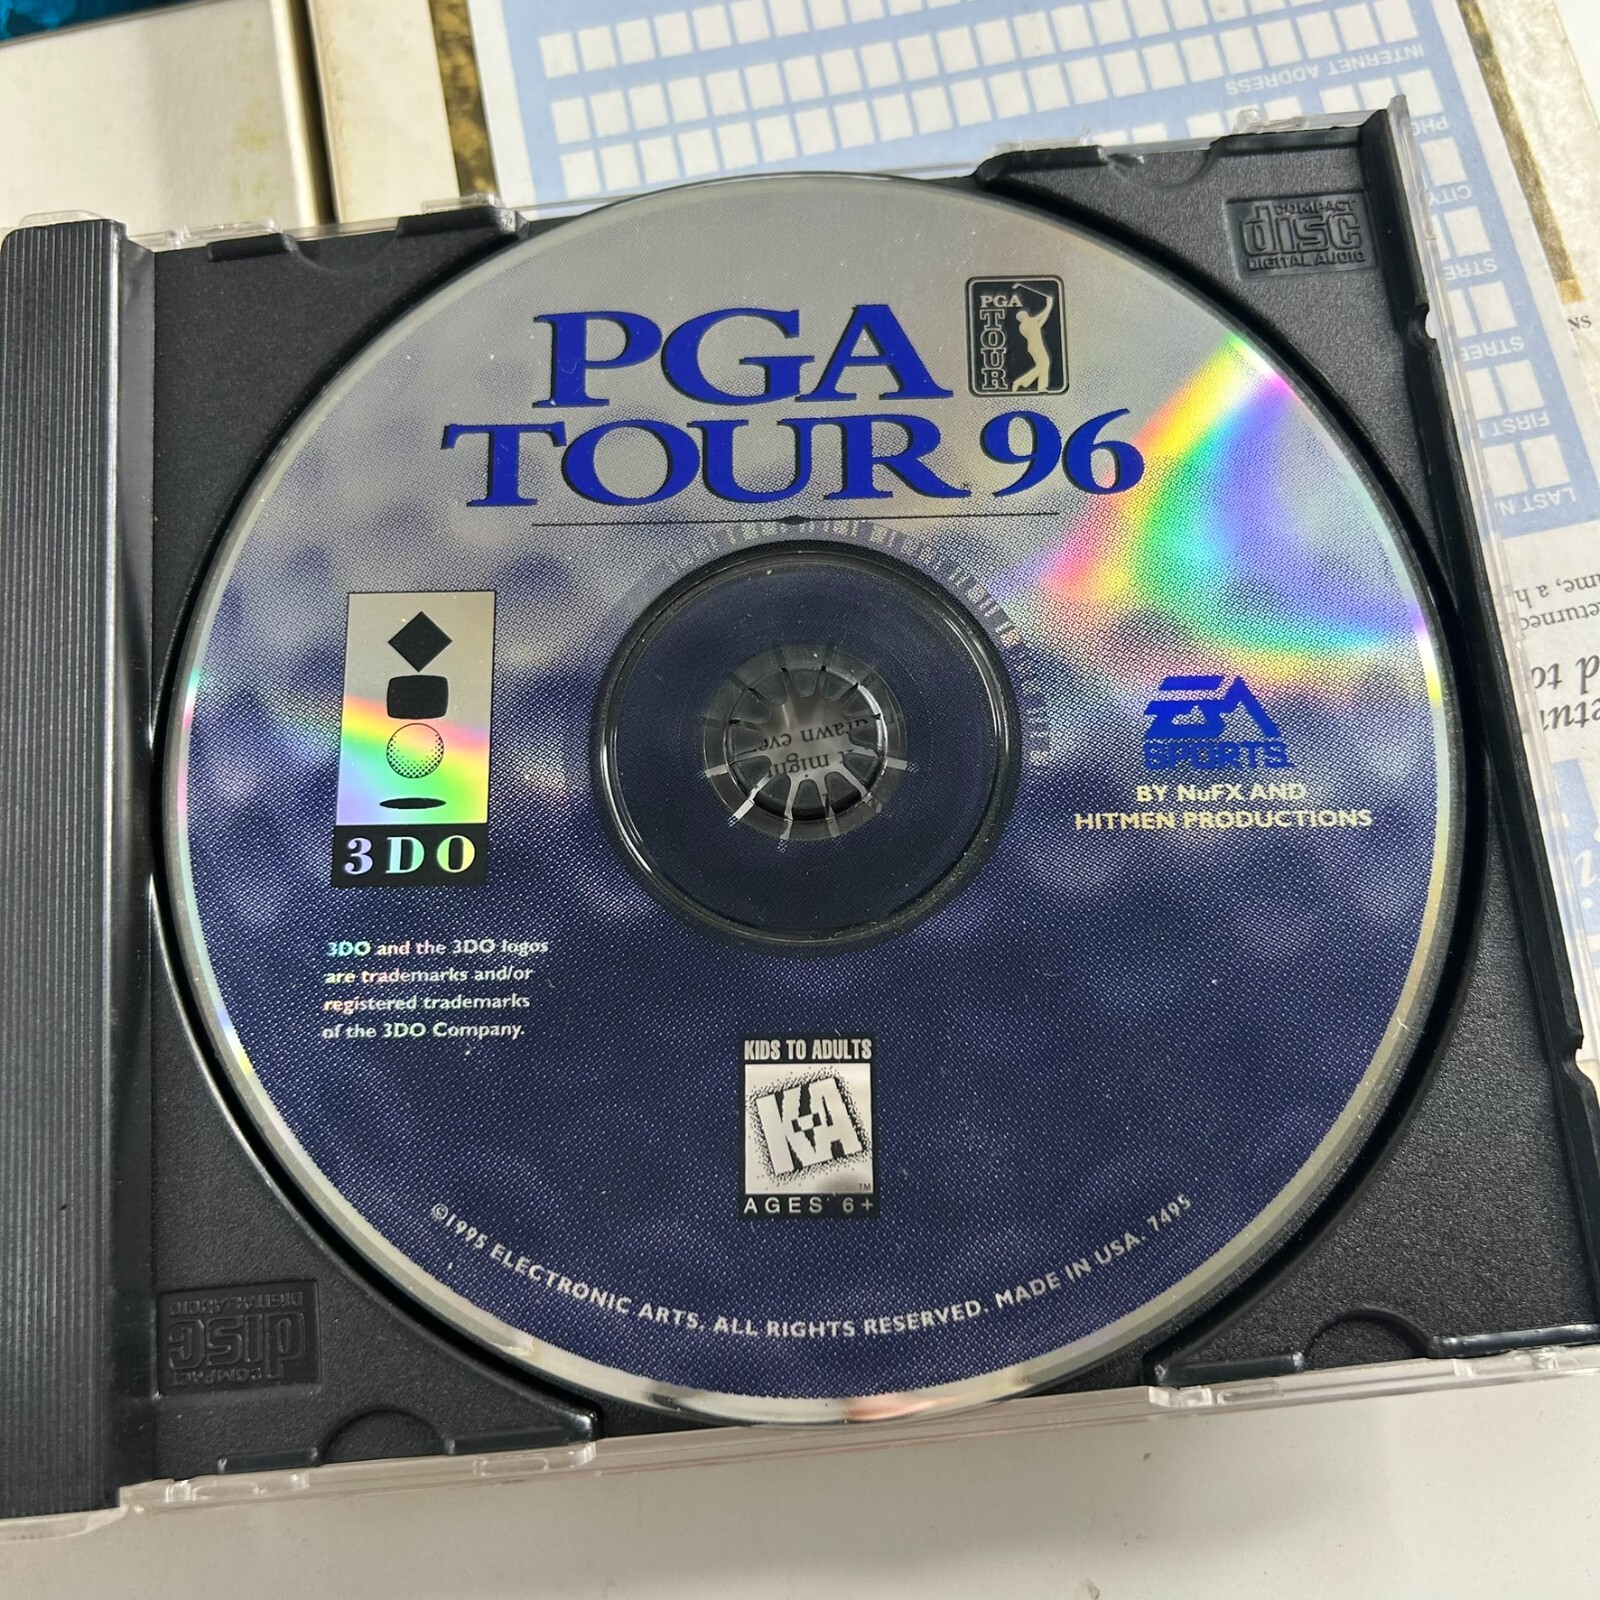 INTERNET ADDRESS
CITY
FIRST
LAST N
COMPACT
disc
DIGITAL AUDIO
PGA
TOUR
PGA
TOUR 96
3DO
EA
SPORTS
BY NuFX AND
HITMEN PRODUCTIONS
drawn
might
3DO and the 3DO logos
are trademarks and/or
registered trademarks
of the 3DO Company.
KIDS TO ADULTS
KA
TM
AGES 6+
©1995 ELECTRONIC ARTS. ALL RIGHTS RESERVED. MADE IN USA. 7495
COMPACT
disc
DIGITAL AUDIO